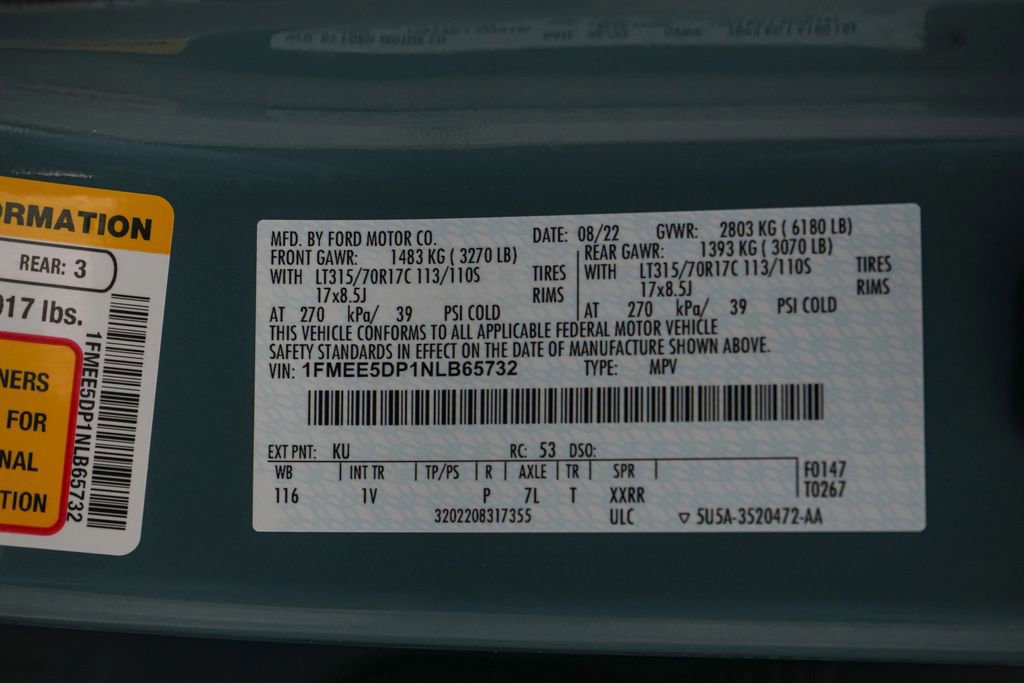 ORMATION
REAR: 3
017 lbs.
NERS
FOR
NAL
TION
1FMEE5DP1NLB65732
MFD. BY FORD MOTOR CO. DATE: 08/22 GVWR: 2803 KG ( 6180 LB)
FRONT GAWR: 1483 KG ( 3270 LB) REAR GAWR: 1393 KG ( 3070 LB)
WITH LT315/70R17C 113/110S TIRES WITH LT315/70R17C 113/110S TIRES
17x8.5J RIMS 17x8.5J RIMS
AT 270 kPa/ 39 PSI COLD AT 270 kPa/ 39 PSI COLD
THIS VEHICLE CONFORMS TO ALL APPLICABLE FEDERAL MOTOR VEHICLE
SAFETY STANDARDS IN EFFECT ON THE DATE OF MANUFACTURE SHOWN ABOVE.
VIN: 1FMEE5DP1NLB65732 TYPE: MPV
EXT PNT: KU RC: 53 DSO:
WB INT TR TP/PS R AXLE TR SPR F0147
116 1V P 7L T XXRR T0267
3202208317355 ULC ▽ 5U5A-3520472-AA